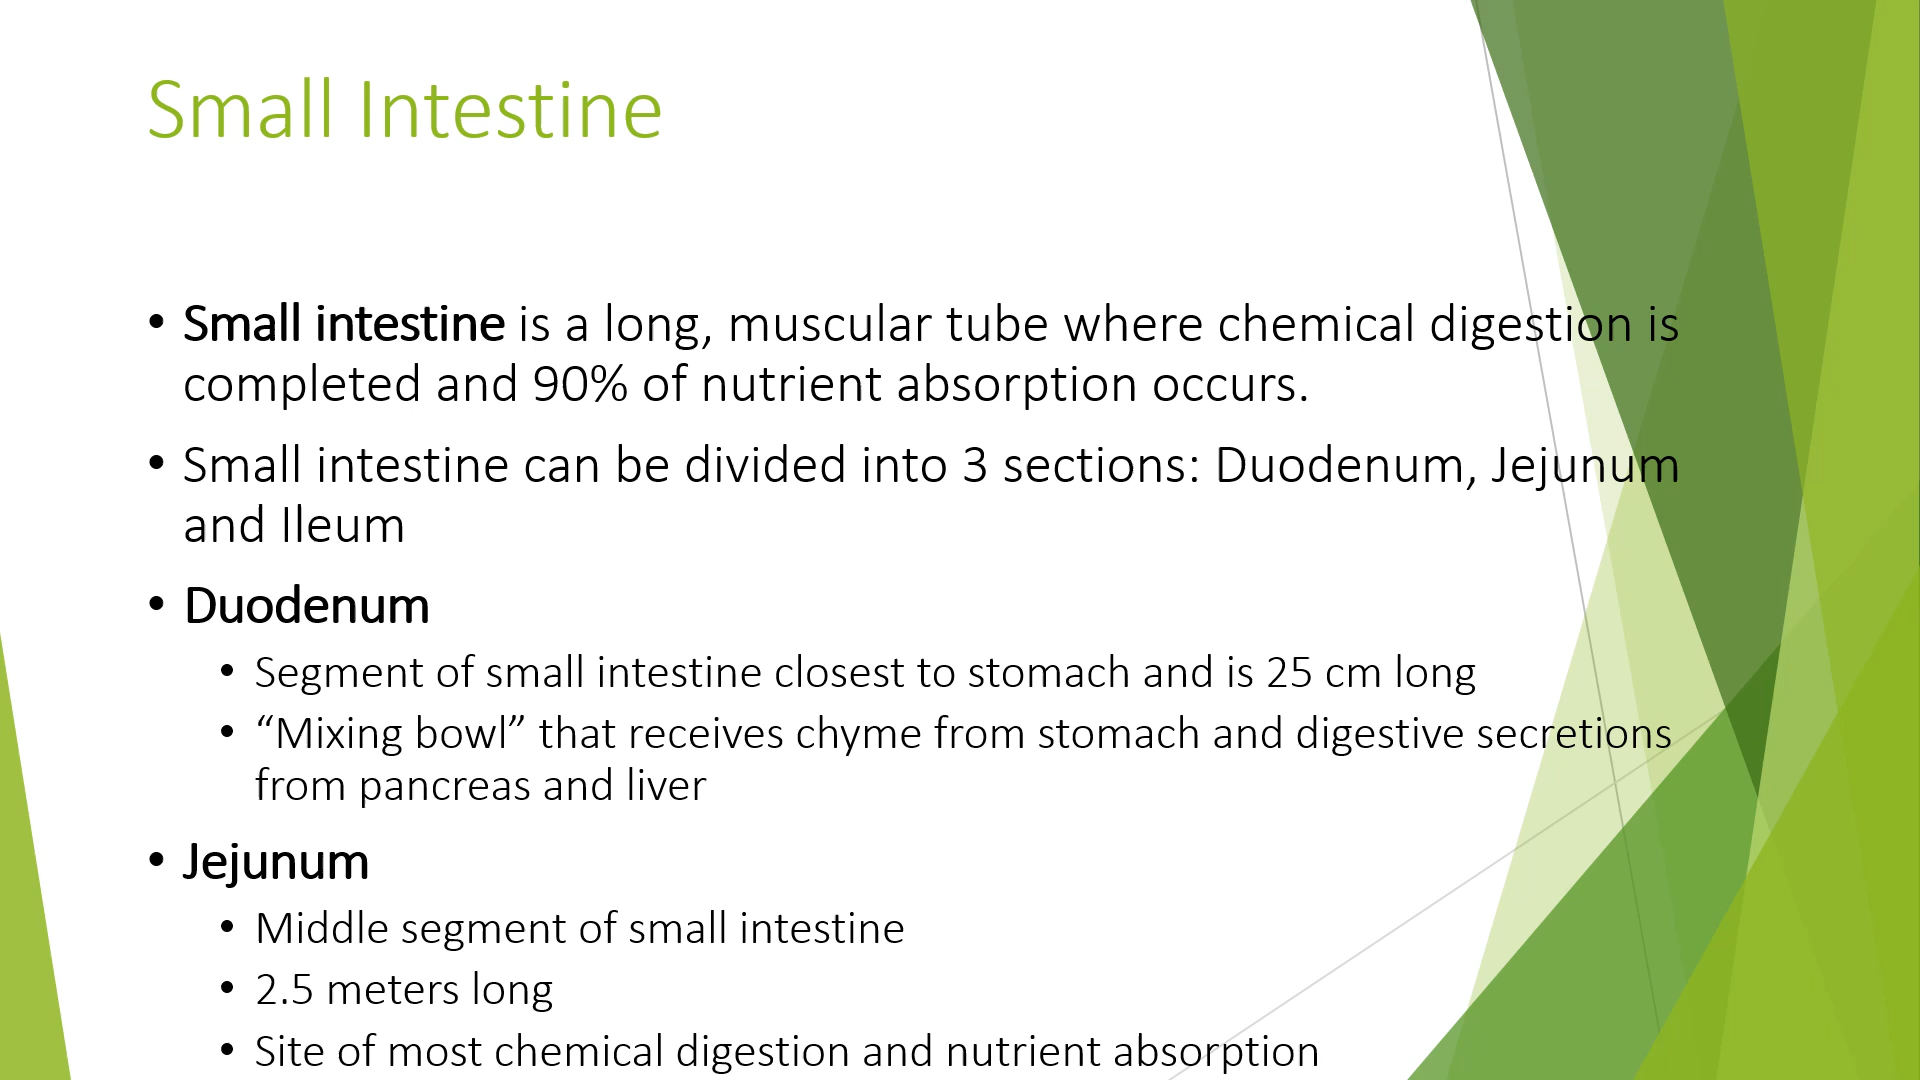 Small Intestine
• Small intestine is a long, muscular tube where chemical digestion is
completed and 90% of nutrient absorption occurs.
• Small intestine can be divided into 3 sections: Duodenum, Jejunum
and Ileum
• Duodenum
• Segment of small intestine closest to stomach and is 25 cm long
• “Mixing bowl” that receives chyme from stomach and digestive secretions
from pancreas and liver
• Jejunum
• Middle segment of small intestine
• 2.5 meters long
• Site of most chemical digestion and nutrient absorption